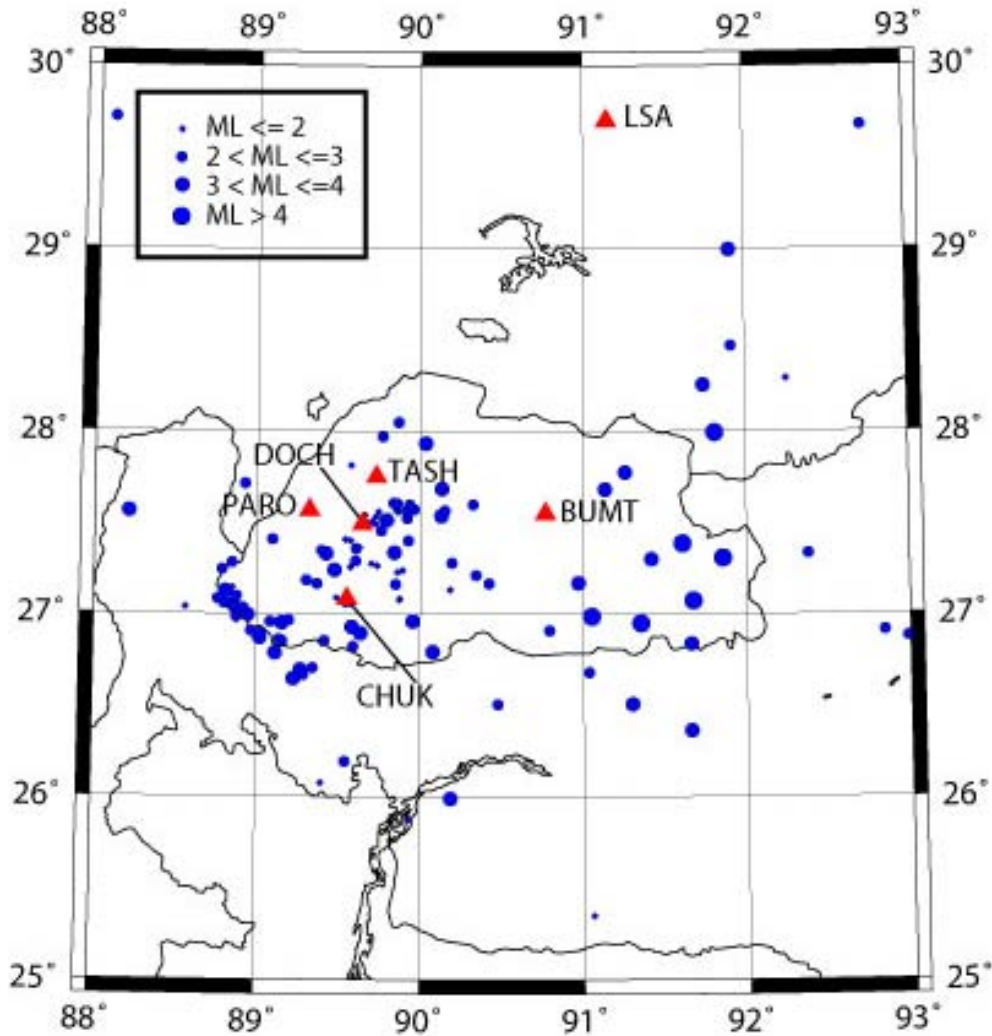 88° 89° 90° 91° 92° 93°
30° 30°
ML <= 2
2 < ML <=3
3 < ML <=4
ML > 4
LSA
29° 29°
28° 28°
DOCH
TASH
PARO
BUMT
27° 27°
CHUK
26° 26°
25° 25°
88° 89° 90° 91° 92° 93°